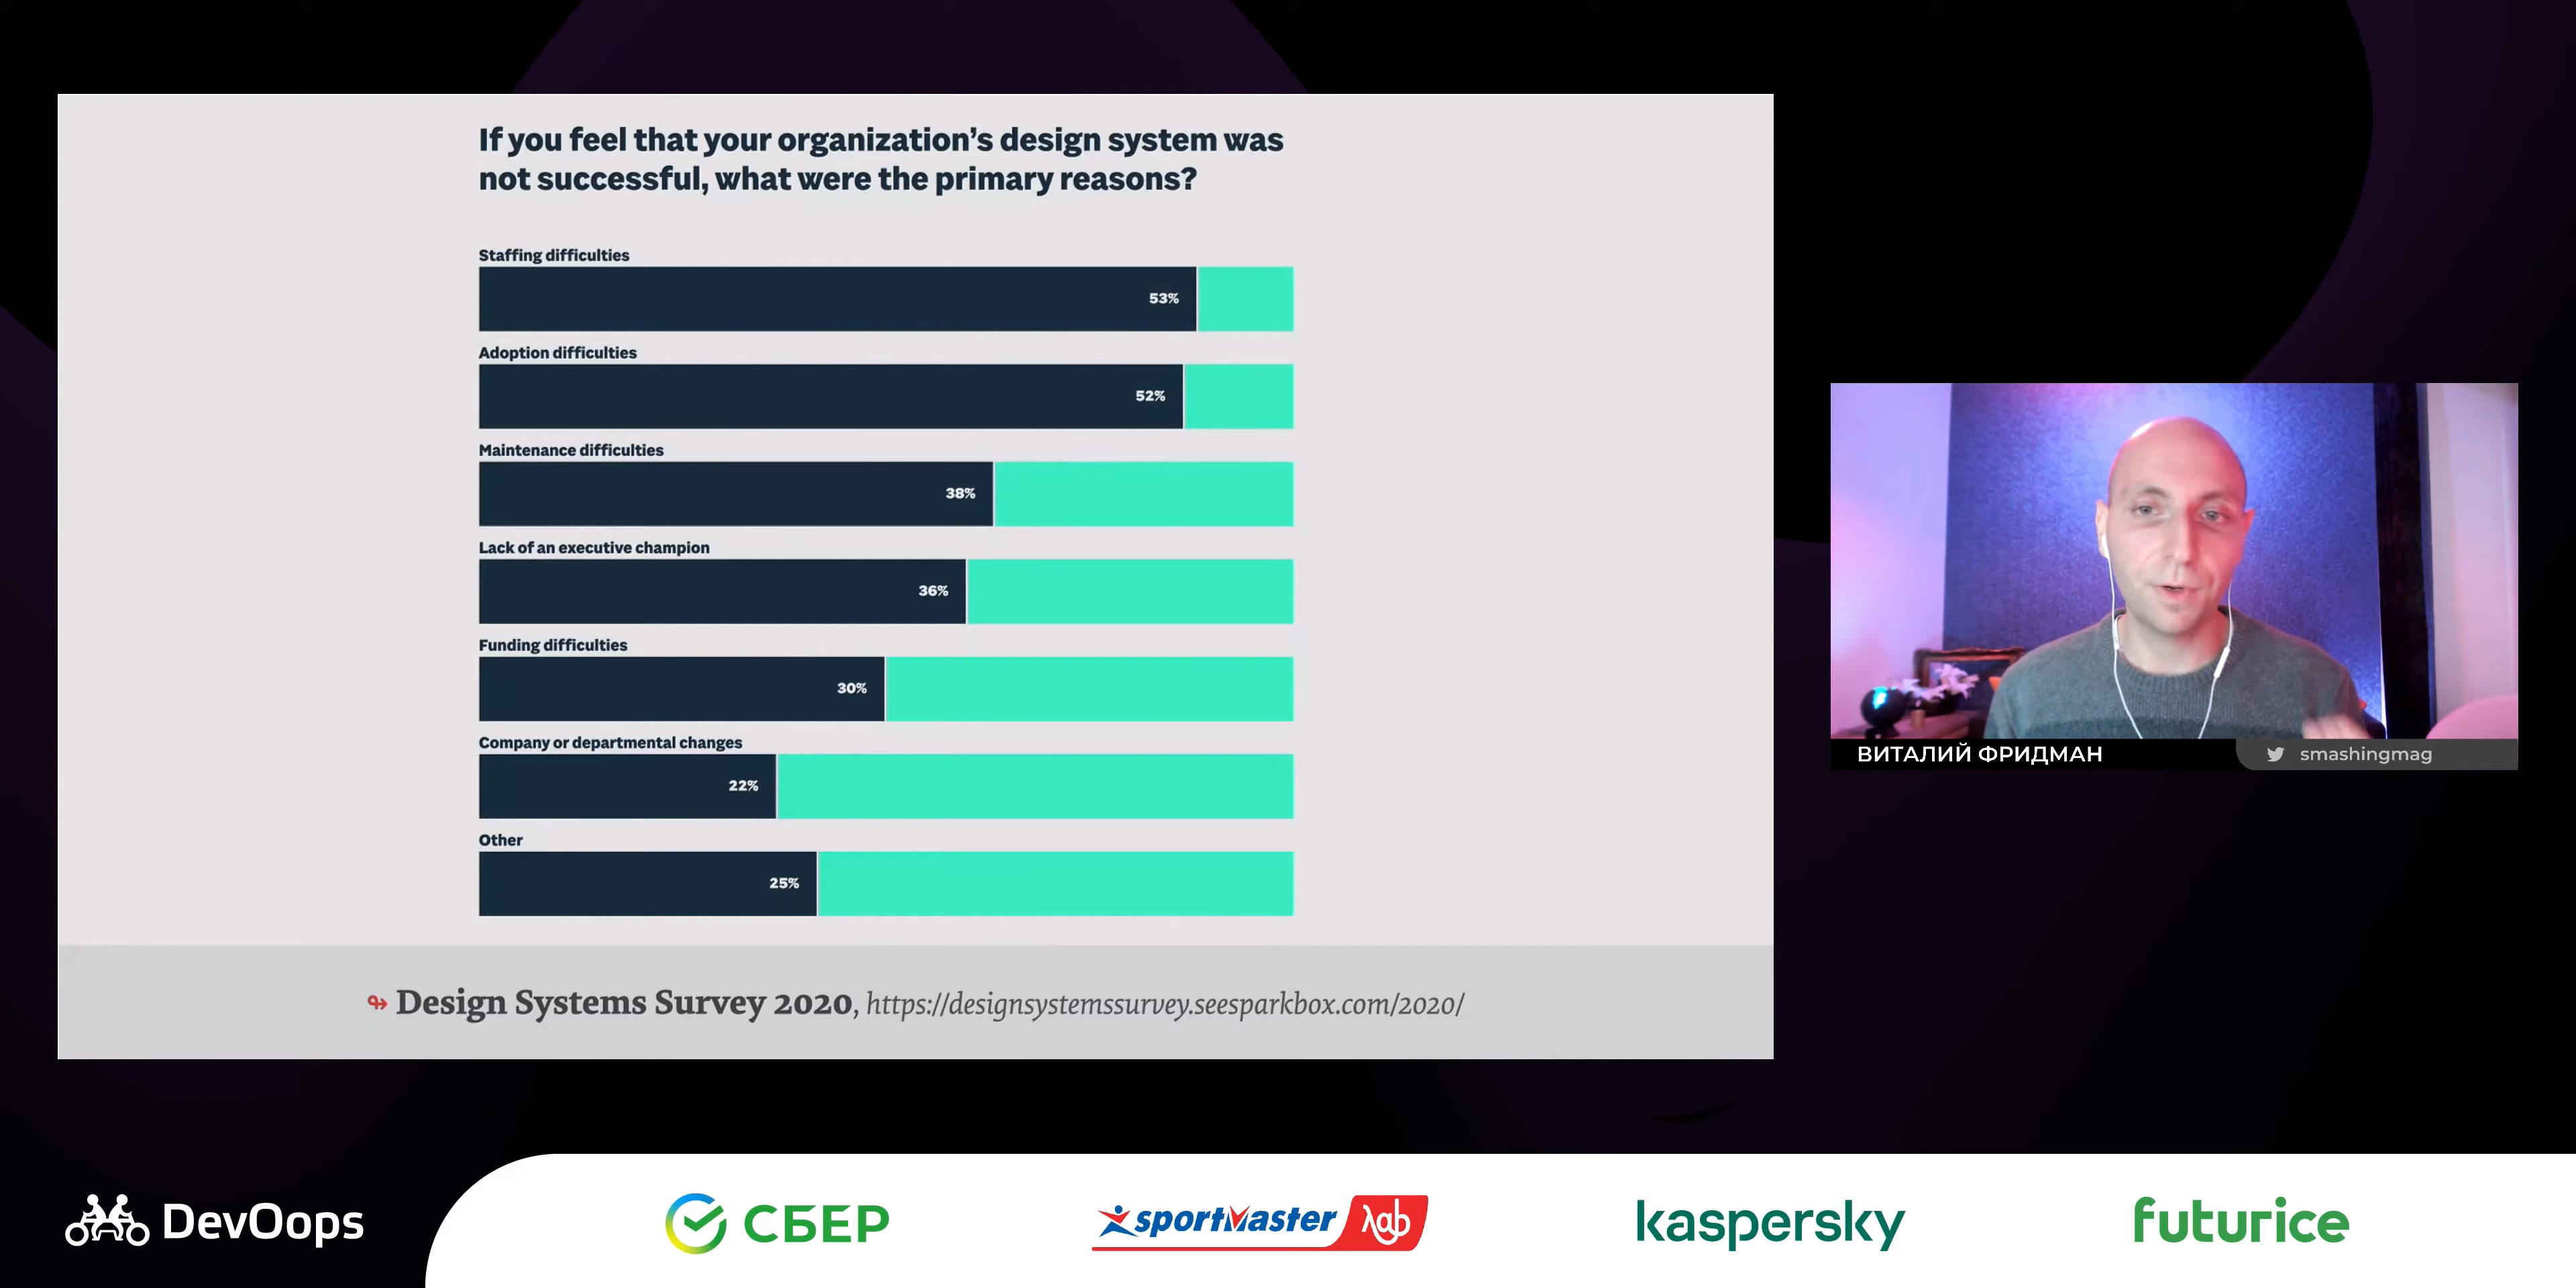 If you feel that your organization's design system was
not successful, what were the primary reasons?
Staffing difficulties
53%
Adoption difficulties
52%
Maintenance difficulties
38%
Lack of an executive champion
36%
Funding difficulties
30%
Company or departmental changes
22%
Other
25%
Design Systems Survey 2020, https://designsystemssurvey.seesparkbox.com/2020/
ВИТАЛИЙ ФРИДМАН
smashingmag
DevOops
СБЕР
sportmaster лаб
kaspersky
futurice